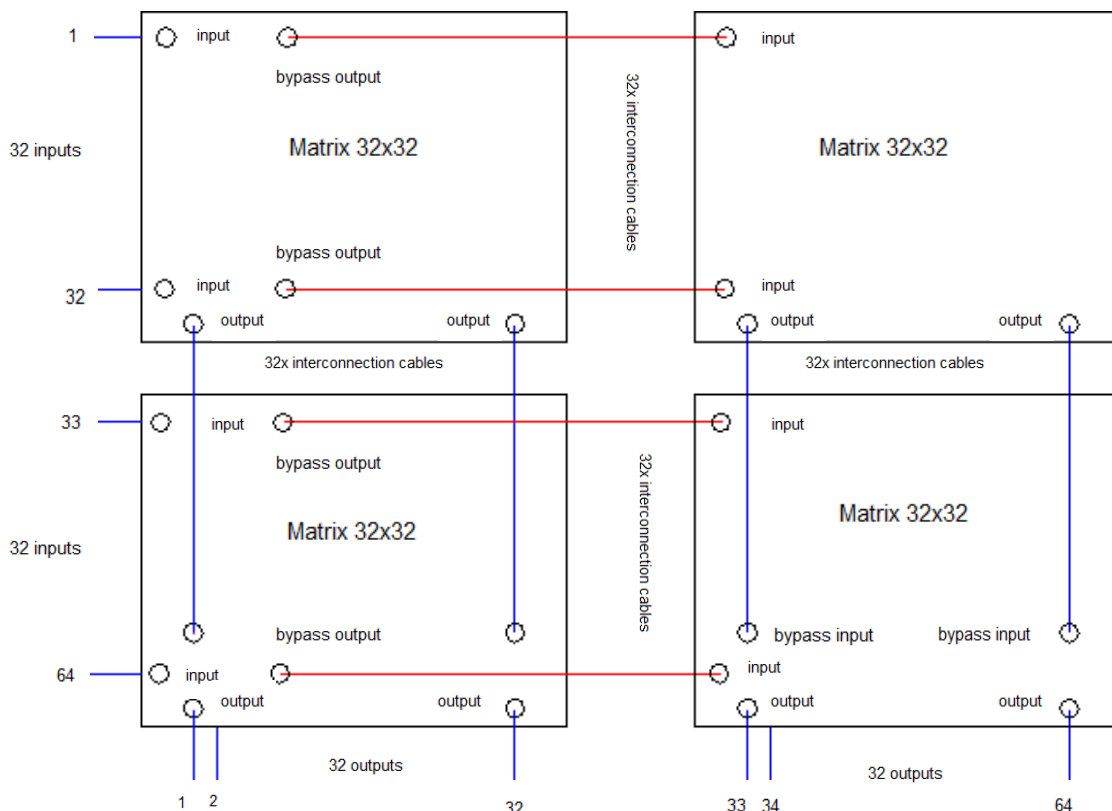 1
input
input
bypass output
32x interconnection cables
32 inputs
Matrix 32x32
Matrix 32x32
bypass output
32
input
input
output
output
output
output
32x interconnection cables
32x interconnection cables
33
input
input
bypass output
32x interconnection cables
Matrix 32x32
Matrix 32x32
32 inputs
bypass output
bypass input
bypass input
64
input
input
output
output
output
output
32 outputs
32 outputs
1
2
32
33
34
64